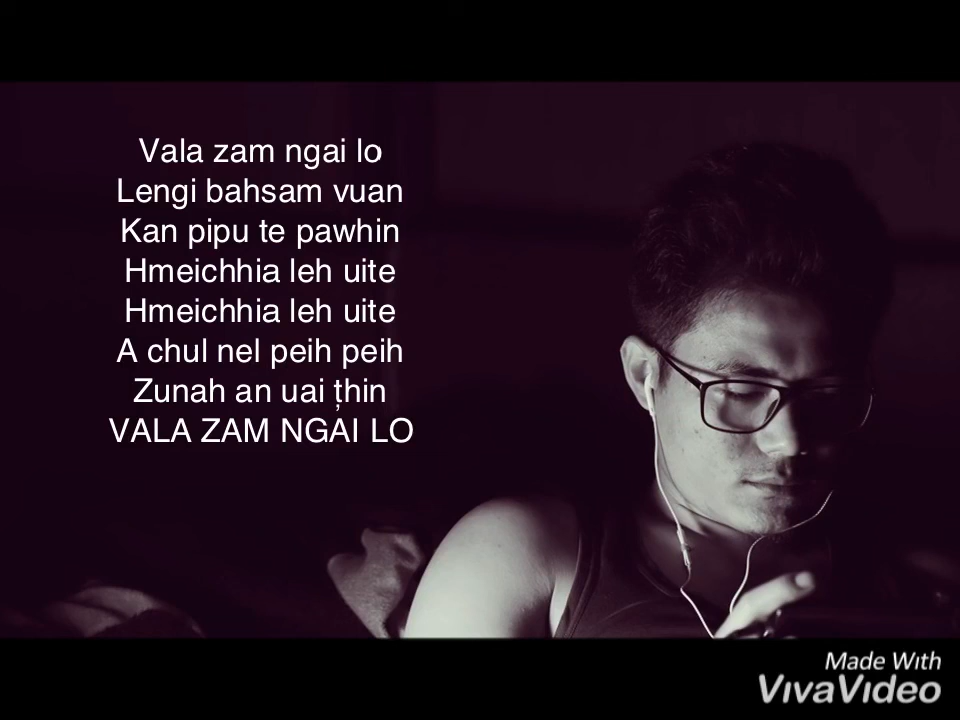 Vala zam ngai lo
Lengi bahsam vuan
Kan pipu te pawhin
Hmeichhia leh uite
Hmeichhia leh uite
A chul nel peih peih
Zunah an uai ṭhin
VALA ZAM NGAI LO
Made With
VivaVideo